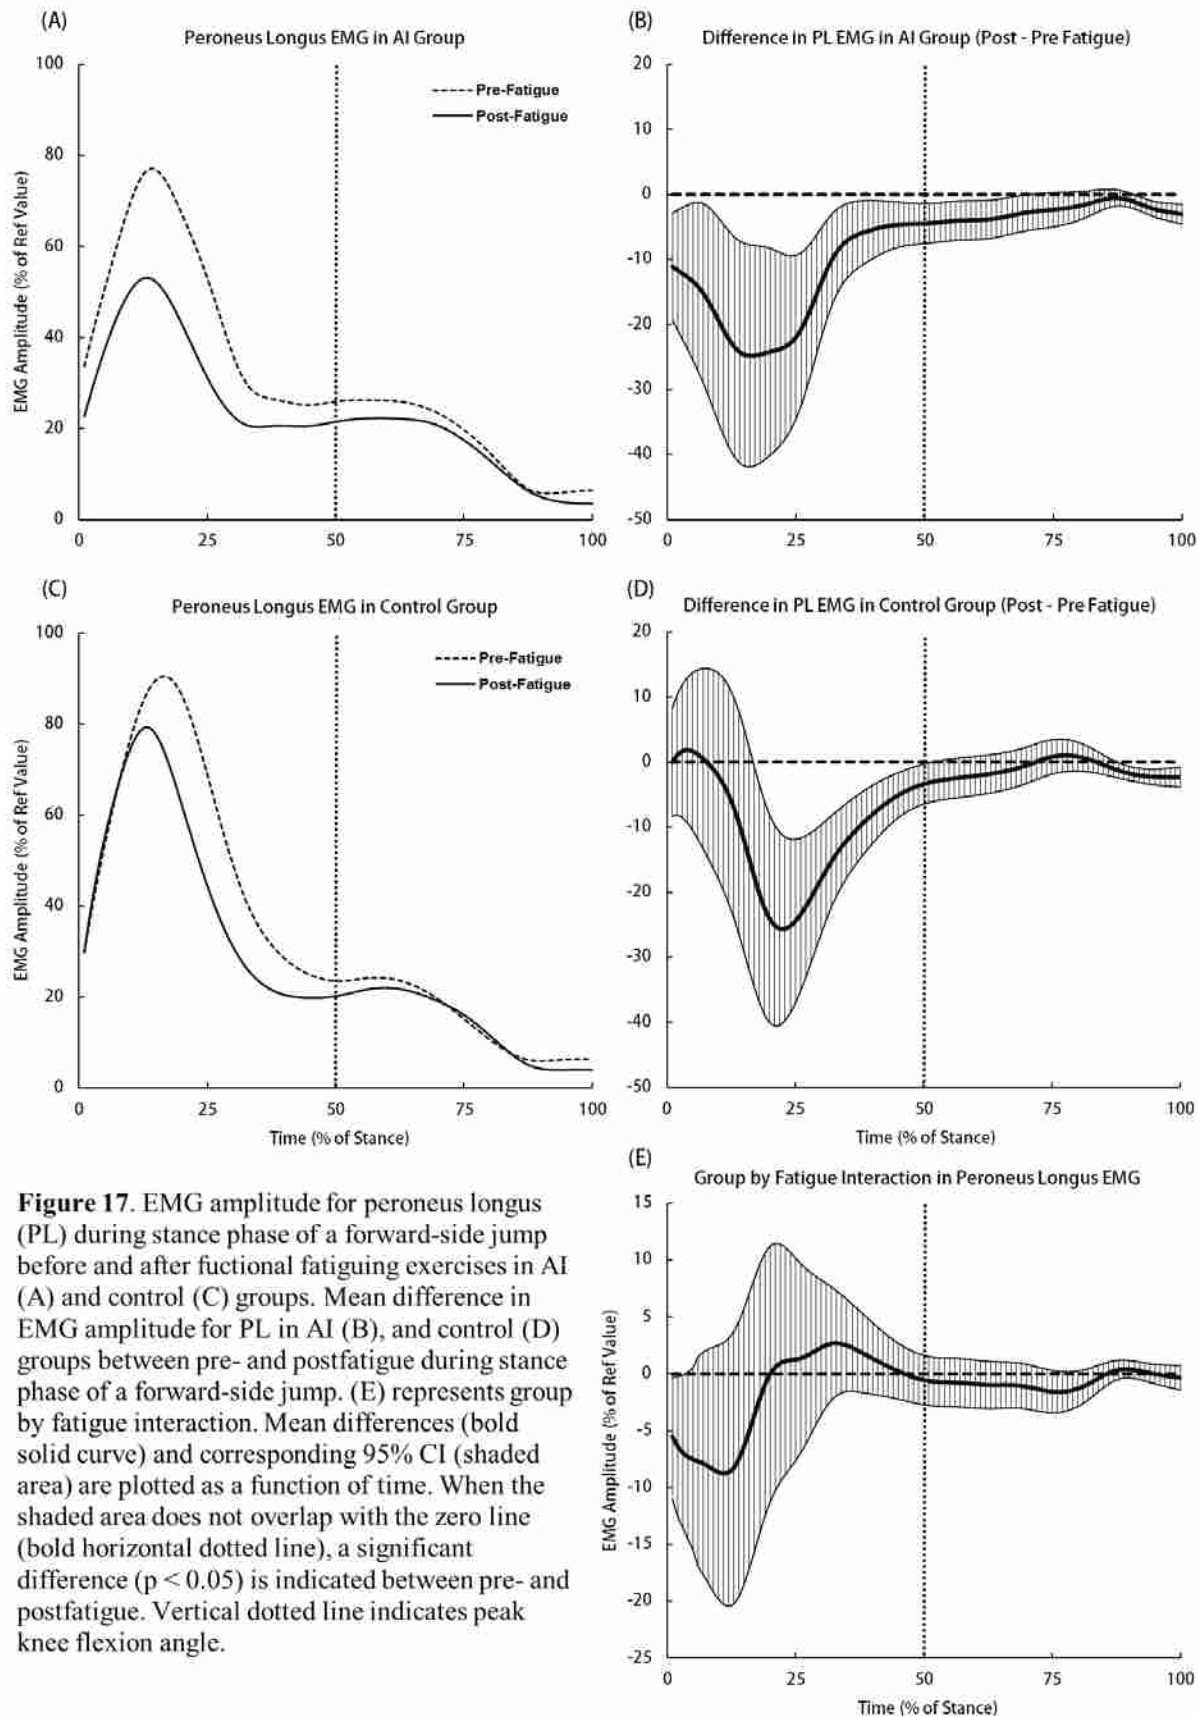 (A)
Peroneus Longus EMG in AI Group
100
80
60
40
20
0
EMG Amplitude (% of Ref Value)
Pre-Fatigue
Post-Fatigue
0 25 50 75 100
(B)
Difference in PL EMG in AI Group (Post - Pre Fatigue)
20
10
0
-10
-20
-30
-40
-50
0 25 50 75 100
(C)
Peroneus Longus EMG in Control Group
100
80
60
40
20
0
EMG Amplitude (% of Ref Value)
Pre-Fatigue
Post-Fatigue
0 25 50 75 100
Time (% of Stance)
(D)
Difference in PL EMG in Control Group (Post - Pre Fatigue)
20
10
0
-10
-20
-30
-40
-50
0 25 50 75 100
Time (% of Stance)
(E)
Group by Fatigue Interaction in Peroneus Longus EMG
15
10
5
0
-5
-10
-15
-20
-25
EMG Amplitude (% of Ref Value)
0 25 50 75 100
Time (% of Stance)
Figure 17. EMG amplitude for peroneus longus
(PL) during stance phase of a forward-side jump
before and after fuctional fatiguing exercises in AI
(A) and control (C) groups. Mean difference in
EMG amplitude for PL in AI (B), and control (D)
groups between pre- and postfatigue during stance
phase of a forward-side jump. (E) represents group
by fatigue interaction. Mean differences (bold
solid curve) and corresponding 95% CI (shaded
area) are plotted as a function of time. When the
shaded area does not overlap with the zero line
(bold horizontal dotted line), a significant
difference (p < 0.05) is indicated between pre- and
postfatigue. Vertical dotted line indicates peak
knee flexion angle.